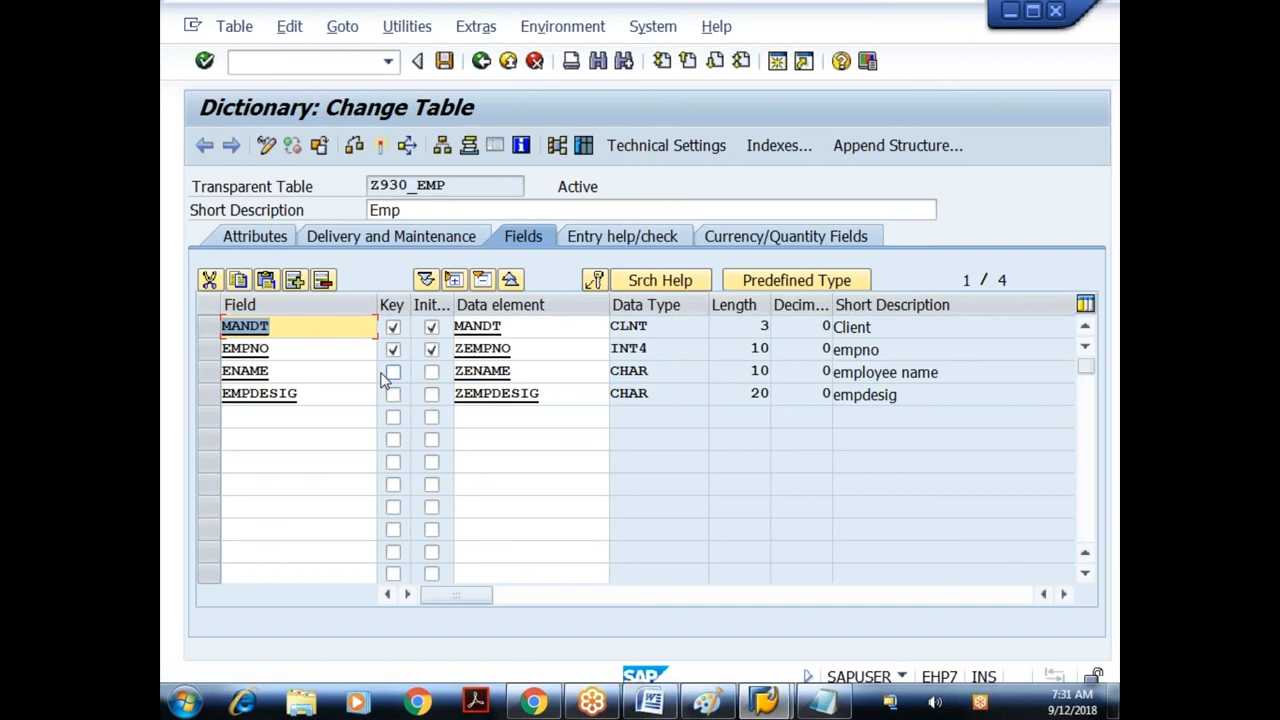 Table Edit Goto Utilities Extras Environment System Help
Dictionary: Change Table
Technical Settings Indexes... Append Structure...
Transparent Table Z930_EMP Active
Short Description Emp
Attributes Delivery and Maintenance Fields Entry help/check Currency/Quantity Fields
Srch Help Predefined Type 1 / 4
Field Key Init... Data element Data Type Length Decim... Short Description
MANDT MANDT CLNT 3 0 Client
EMPNO ZEMPNO INT4 10 0 empno
ENAME ZENAME CHAR 10 0 employee name
EMPDESIG ZEMPDESIG CHAR 20 0 empdesig
SAP SAPUSER EHP7 INS
7:31 AM
9/12/2018